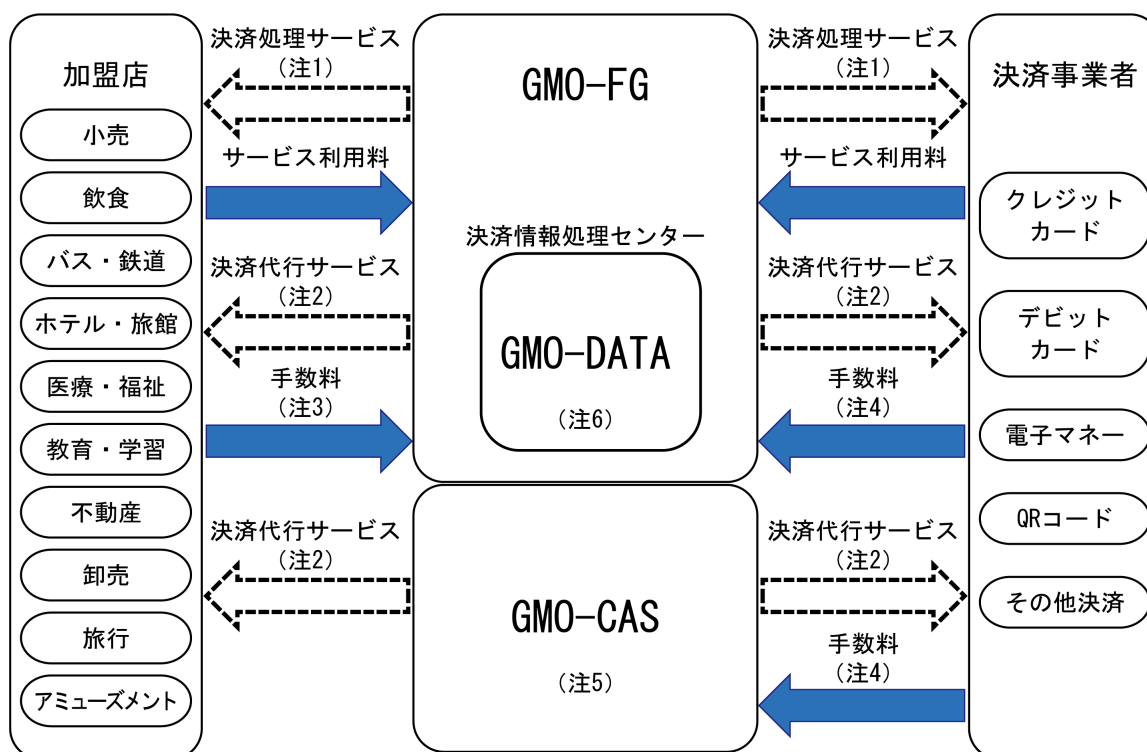 加盟店
小売
飲食
バス・鉄道
ホテル・旅館
医療・福祉
教育・学習
不動産
卸売
旅行
アミューズメント
決済処理サービス
（注1）
サービス利用料
決済代行サービス
（注2）
手数料
（注3）
決済代行サービス
（注2）
GMO-FG
決済情報処理センター
GMO-DATA
（注6）
GMO-CAS
（注5）
決済処理サービス
（注1）
サービス利用料
決済代行サービス
（注2）
手数料
（注4）
決済代行サービス
（注2）
手数料
（注4）
決済事業者
クレジット
カード
デビット
カード
電子マネー
QRコード
その他決済